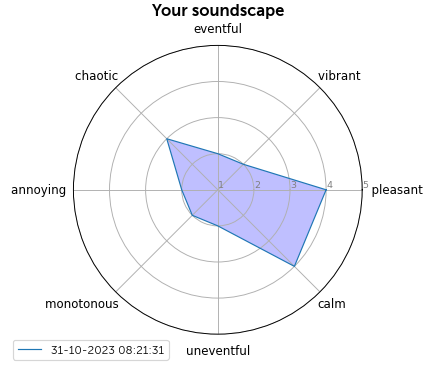 Your soundscape
eventful
chaotic
vibrant
annoying
1
2
3
4
5
pleasant
monotonous
calm
31-10-2023 08:21:31
uneventful